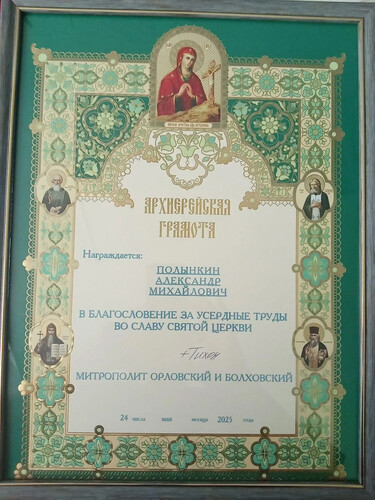 АРХИЕРЕЙСКАЯ
ГРАМОТА
Награждается:
ПОЛЫНКИН
АЛЕКСАНДР
МИХАЙЛОВИЧ
В БЛАГОСЛОВЕНИЕ ЗА УСЕРДНЫЕ ТРУДЫ
ВО СЛАВУ СВЯТОЙ ЦЕРКВИ
+Тихон
МИТРОПОЛИТ ОРЛОВСКИЙ И БОЛХОВСКИЙ
24 числа мая месяца 2025 года